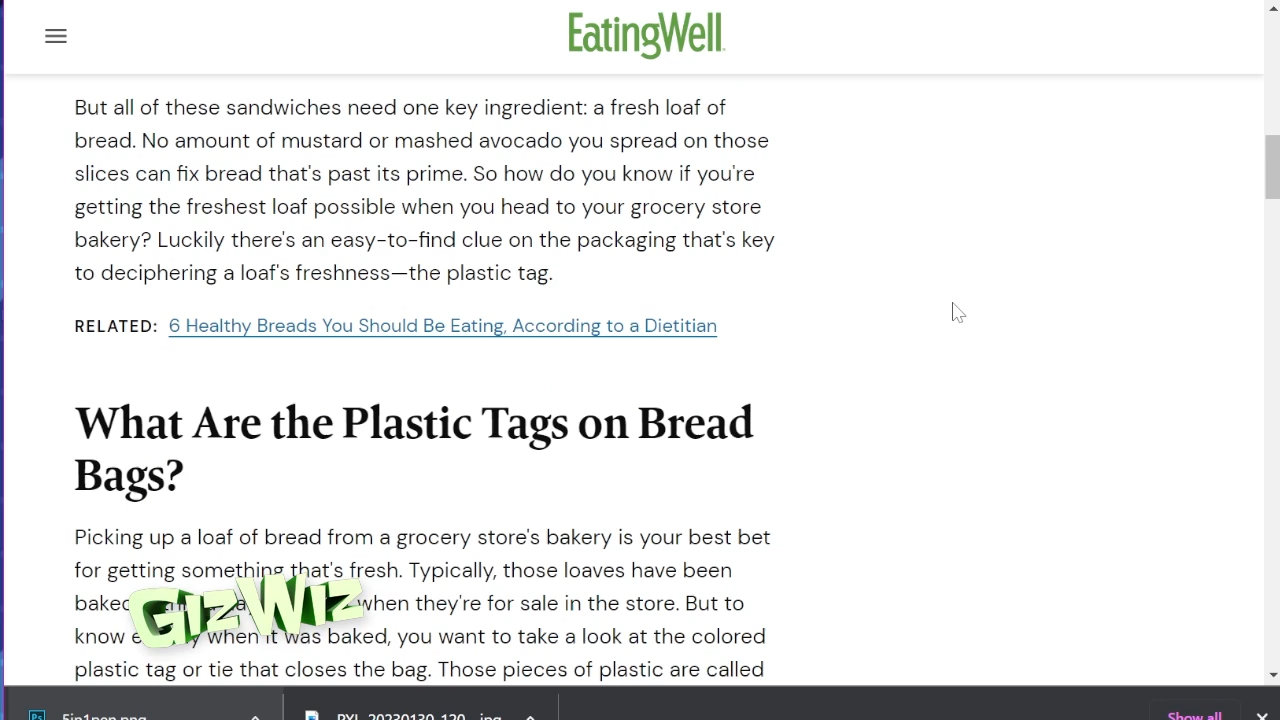 EatingWell
But all of these sandwiches need one key ingredient: a fresh loaf of
bread. No amount of mustard or mashed avocado you spread on those
slices can fix bread that's past its prime. So how do you know if you're
getting the freshest loaf possible when you head to your grocery store
bakery? Luckily there's an easy-to-find clue on the packaging that's key
to deciphering a loaf's freshness—the plastic tag.
RELATED: 6 Healthy Breads You Should Be Eating, According to a Dietitian
What Are the Plastic Tags on Bread
Bags?
Picking up a loaf of bread from a grocery store's bakery is your best bet
for getting something that's fresh. Typically, those loaves have been
baked when they're for sale in the store. But to
GizWiz
know when it was baked, you want to take a look at the colored
plastic tag or tie that closes the bag. Those pieces of plastic are called
Ps 5in1pen.png PXL_20230130_120....jpg Show all